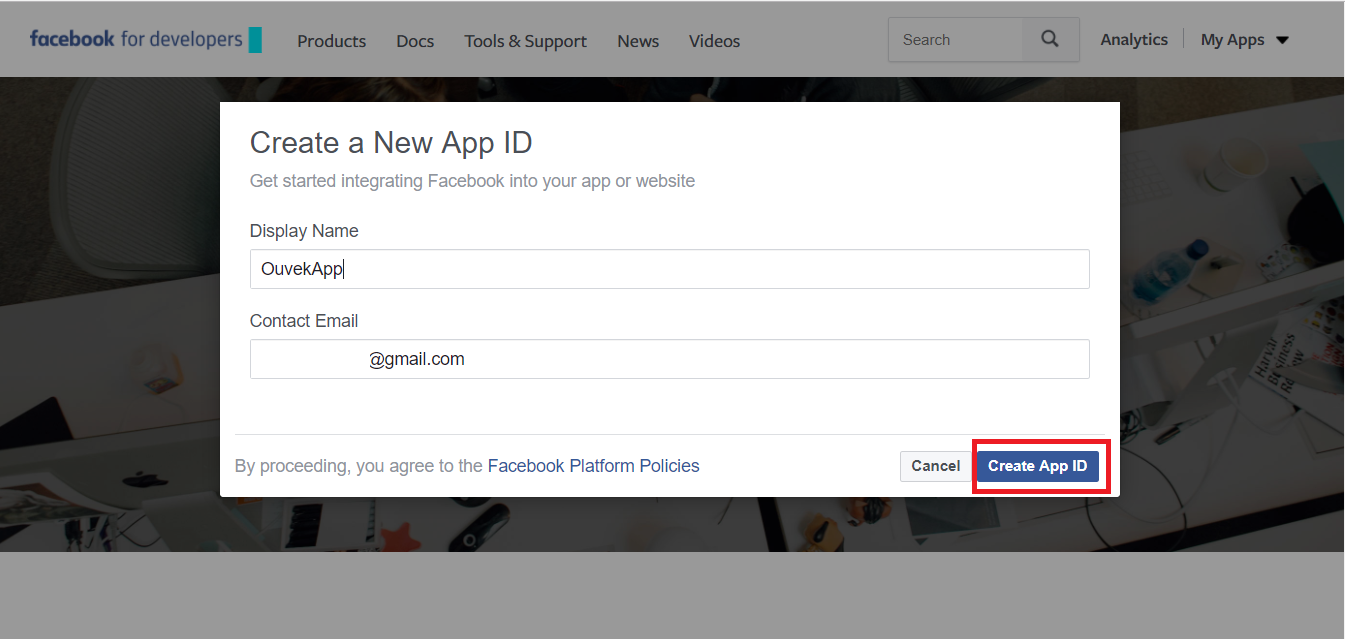 facebook for developers
Products
Docs
Tools & Support
News
Videos
Search
Analytics
My Apps
Create a New App ID
Get started integrating Facebook into your app or website
Display Name
OuvekApp
Contact Email
@gmail.com
By proceeding, you agree to the Facebook Platform Policies
Cancel
Create App ID
Harvard
Business